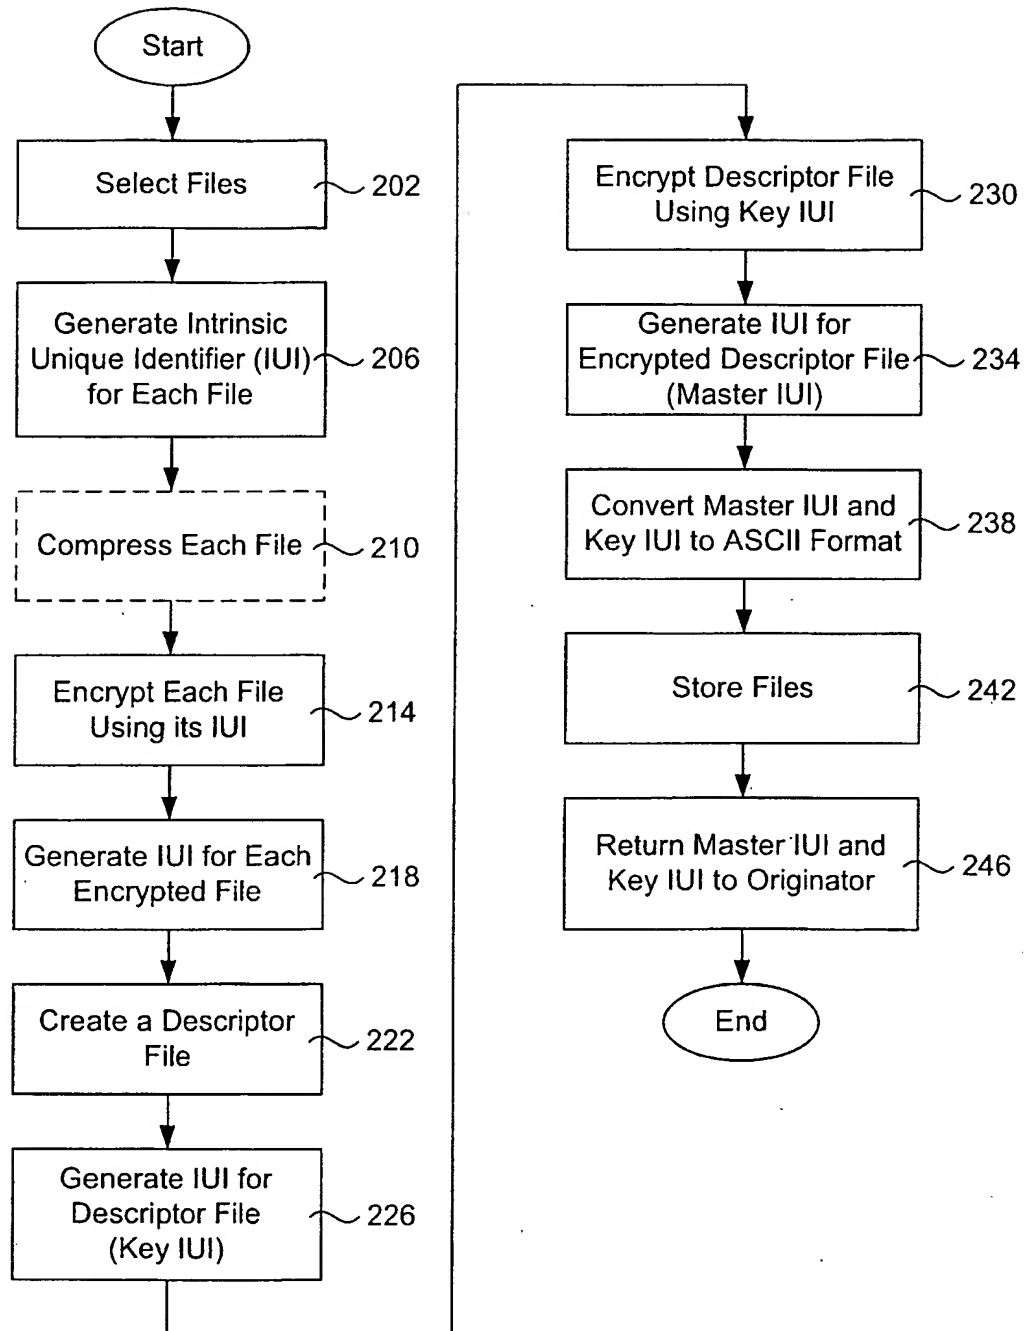 Start
Select Files
202
Generate Intrinsic
Unique Identifier (IUI)
for Each File
206
Compress Each File
210
Encrypt Each File
Using its IUI
214
Generate IUI for Each
Encrypted File
218
Create a Descriptor
File
222
Generate IUI for
Descriptor File
(Key IUI)
226
Encrypt Descriptor File
Using Key IUI
230
Generate IUI for
Encrypted Descriptor File
(Master IUI)
234
Convert Master IUI and
Key IUI to ASCII Format
238
Store Files
242
Return Master IUI and
Key IUI to Originator
246
End